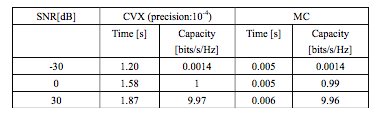 SNR[dB] CVX (precision:10⁻⁴) MC
Time [s] Capacity [bits/s/Hz] Time [s] Capacity [bits/s/Hz]
-30 1.20 0.0014 0.005 0.0014
0 1.58 1 0.005 0.99
30 1.87 9.97 0.006 9.96